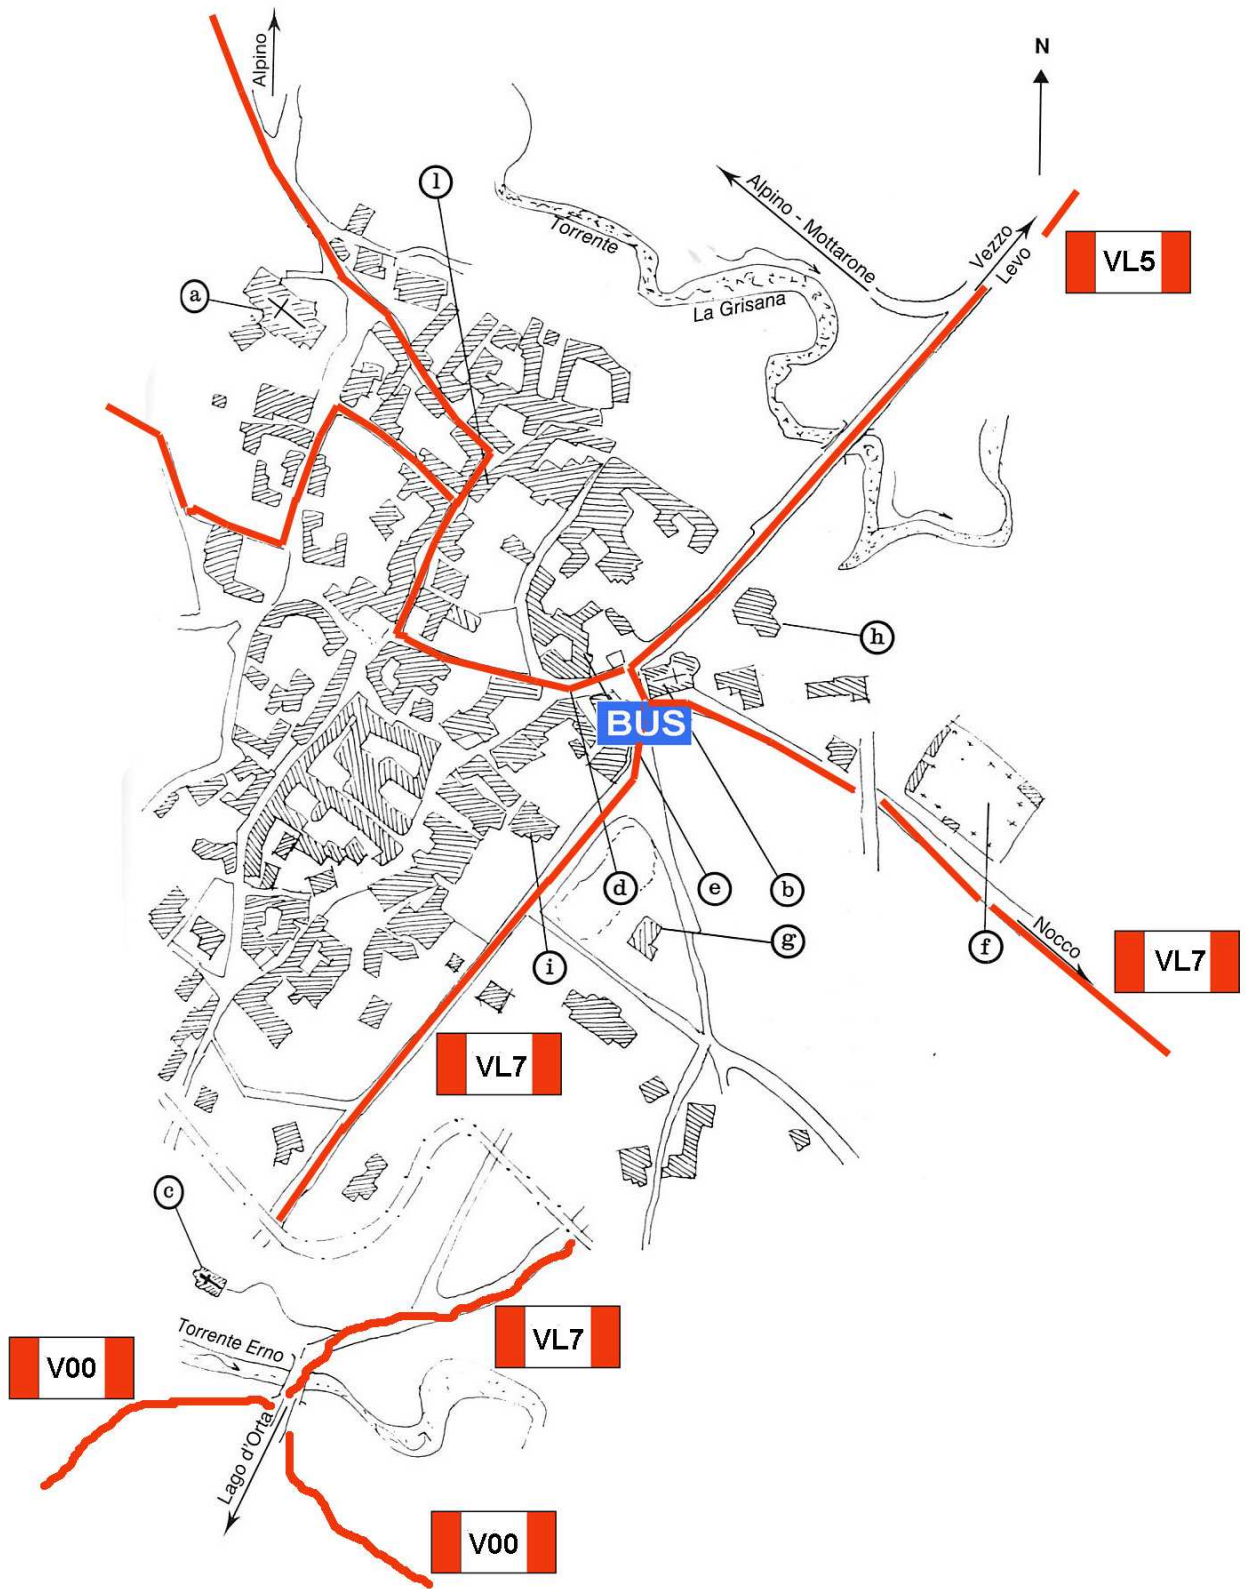 Alpino
N
l
Torrente
Alpino - Mottarone
Vezzo
Levo
VL5
a
La Grisana
h
BUS
d
e
b
g
f
i
Nocco
VL7
VL7
c
Torrente Erno
VL7
V00
Lago d'Orta
V00